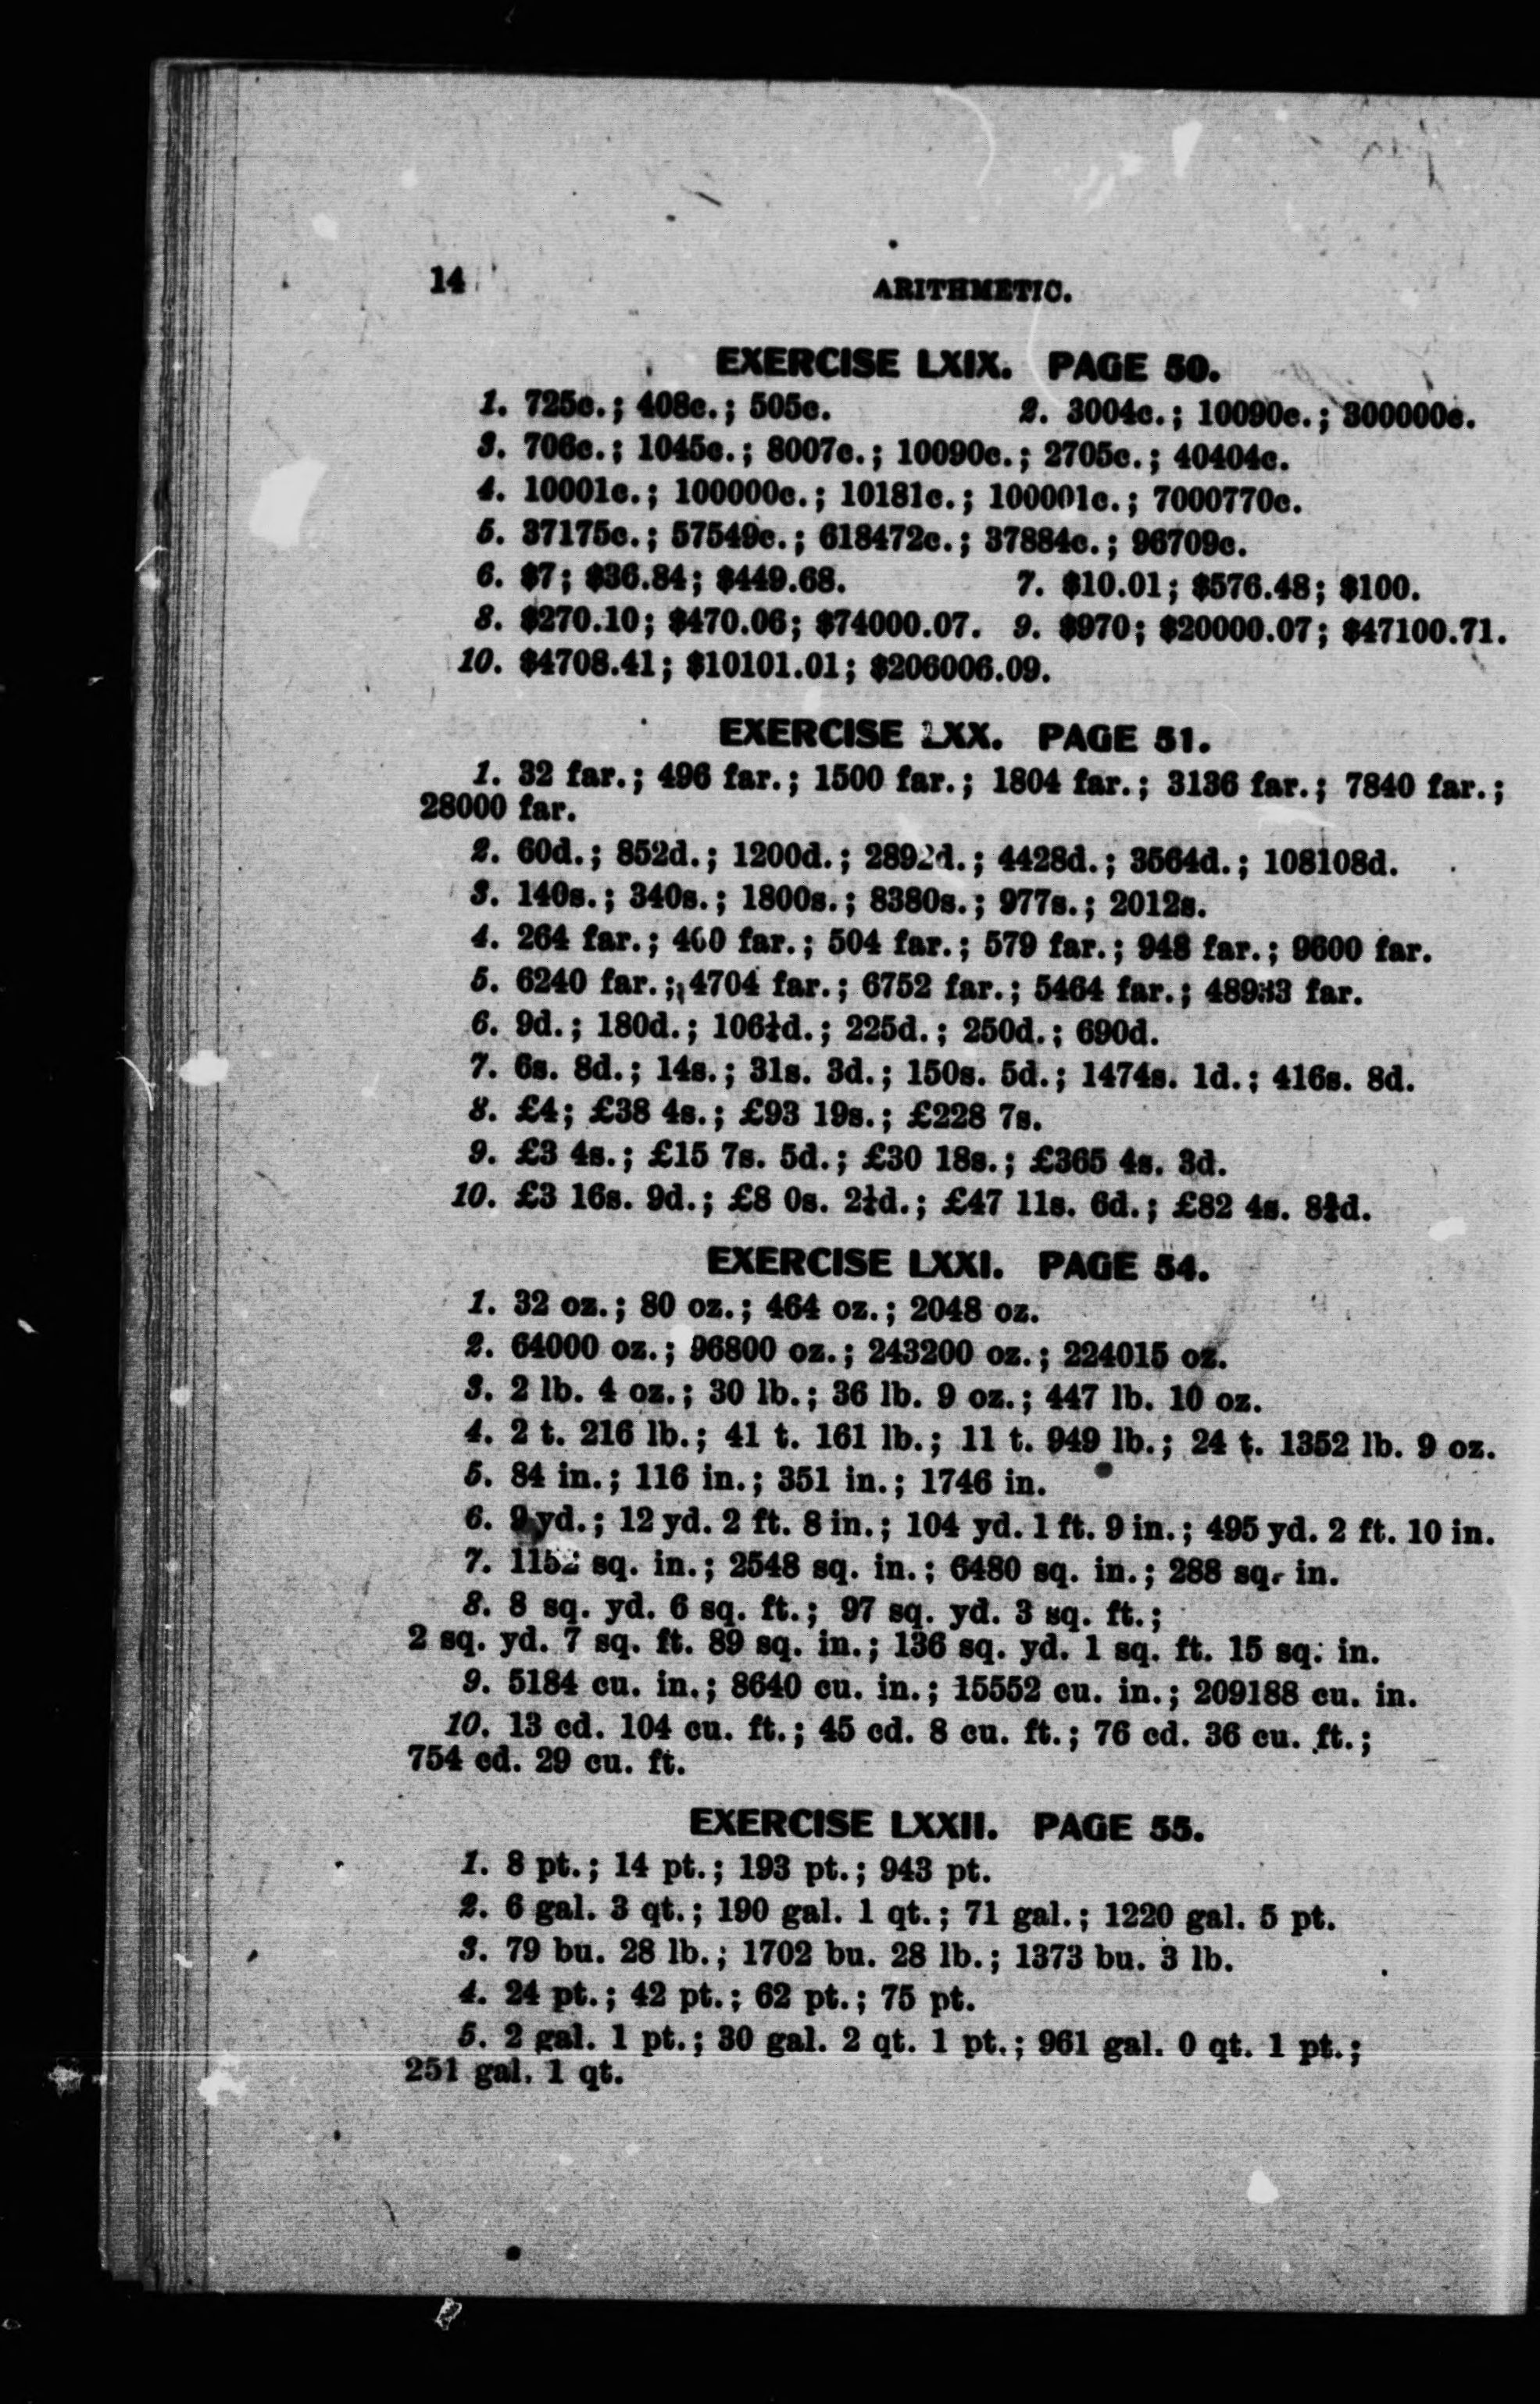 14
ARITHMETIC.
EXERCISE LXIX. PAGE 50.
1. 725c.; 408c.; 505c. 2. 3004c.; 10090c.; 300000c.
3. 706c.; 1045c.; 8007c.; 10090c.; 2705c.; 40404c.
4. 10001c.; 100000c.; 10181c.; 100001c.; 7000770c.
5. 37175c.; 57549c.; 618472c.; 37884c.; 96709c.
6. $7; $36.84; $449.68. 7. $10.01; $576.48; $100.
8. $270.10; $470.06; $74000.07. 9. $970; $20000.07; $47100.71.
10. $4708.41; $10101.01; $206006.09.
EXERCISE LXX. PAGE 51.
1. 32 far.; 496 far.; 1500 far.; 1804 far.; 3136 far.; 7840 far.;
28000 far.
2. 60d.; 852d.; 1200d.; 2892d.; 4428d.; 3564d.; 108108d.
3. 140s.; 340s.; 1800s.; 8380s.; 977s.; 2012s.
4. 264 far.; far.; 504 far.; 579 far.; 948 far.; 9600 far.
5. 6240 far.; 4704 far.; 6752 far.; 5464 far.; far.
6. 9d.; 180d.; 225d.; 250d.; 690d.
7. 6s. 8d.; 14s.; 31s. 3d.; 150s. 5d.; 1474s. 1d.; 416s. 8d.
8. £4; £38 4s.; £93 19s.; £228 7s.
9. £3 4s.; £15 7s. 5d.; £30 18s.; £365 4s. 3d.
10. £3 16s. 9d.; £8 0s. £47 11s. 6d.; £82 4s.
EXERCISE LXXI. PAGE 54.
1. 32 oz.; 80 oz.; 464 oz.; 2048 oz.
2. 64000 oz.; 96800 oz.; 243200 oz.; 224015 oz.
3. 2 lb. 4 oz.; 30 lb.; 36 lb. 9 oz.; 447 lb. 10 oz.
4. 2 t. 216 lb.; 41 t. 161 lb.; 11 t. 949 lb.; 24 t. 1352 lb. 9 oz.
5. 84 in.; 116 in.; 351 in.; 1746 in.
6. 9 yd.; 12 yd. 2 ft. 8 in.; 104 yd. 1 ft. 9 in.; 495 yd. 2 ft. 10 in.
7. 1152 sq. in.; 2548 sq. in.; 6480 sq. in.; 288 sq. in.
8. 8 sq. yd. 6 sq. ft.; 97 sq. yd. 3 sq. ft.;
2 sq. yd. 7 sq. ft. 89 sq. in.; 136 sq. yd. 1 sq. ft. 15 sq. in.
9. 5184 cu. in.; 8640 cu. in.; 15552 cu. in.; 209188 cu. in.
10. 13 cd. 104 cu. ft.; 45 cd. 8 cu. ft.; 76 cd. 36 cu. ft.;
754 cd. 29 cu. ft.
EXERCISE LXXII. PAGE 55.
1. 8 pt.; 14 pt.; 193 pt.; 943 pt.
2. 6 gal. 3 qt.; 190 gal. 1 qt.; 71 gal.; 1220 gal. 5 pt.
3. 79 bu. 28 lb.; 1702 bu. 28 lb.; 1373 bu. 3 lb.
4. 24 pt.; 42 pt.; 62 pt.; 75 pt.
5. 2 gal. 1 pt.; 30 gal. 2 qt. 1 pt.; 961 gal. 0 qt. 1 pt.;
251 gal. 1 qt.